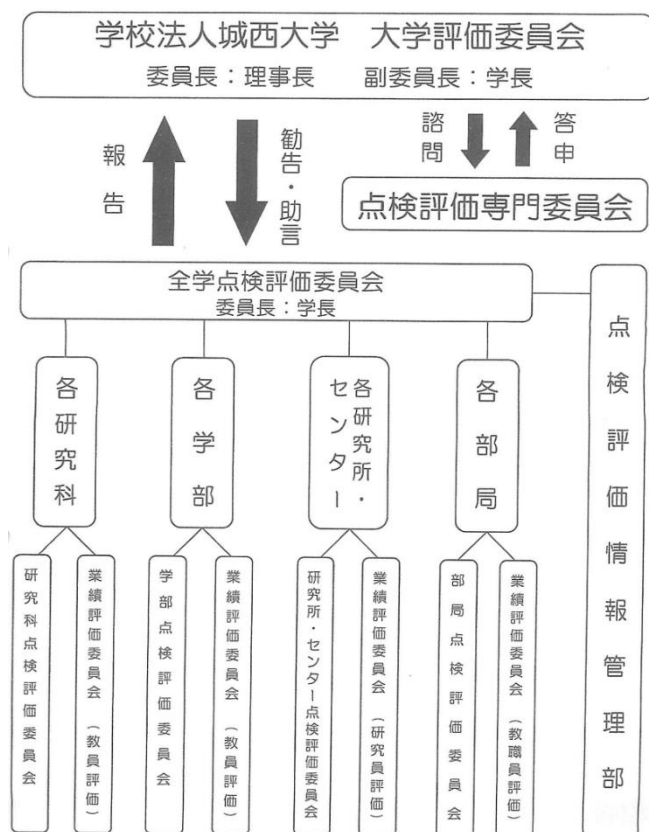 学校法人城西大学　大学評価委員会
委員長：理事長　　副委員長：学長
報告
勧告・助言
諮問
答申
点検評価専門委員会
全学点検評価委員会
委員長：学長
点検評価情報管理部
各研究科
各学部
各研究所・
センター
各部局
研究科点検評価委員会
業績評価委員会（教員評価）
学部点検評価委員会
業績評価委員会（教員評価）
研究所・センター点検評価委員会
業績評価委員会（研究員評価）
部局点検評価委員会
業績評価委員会（教職員評価）